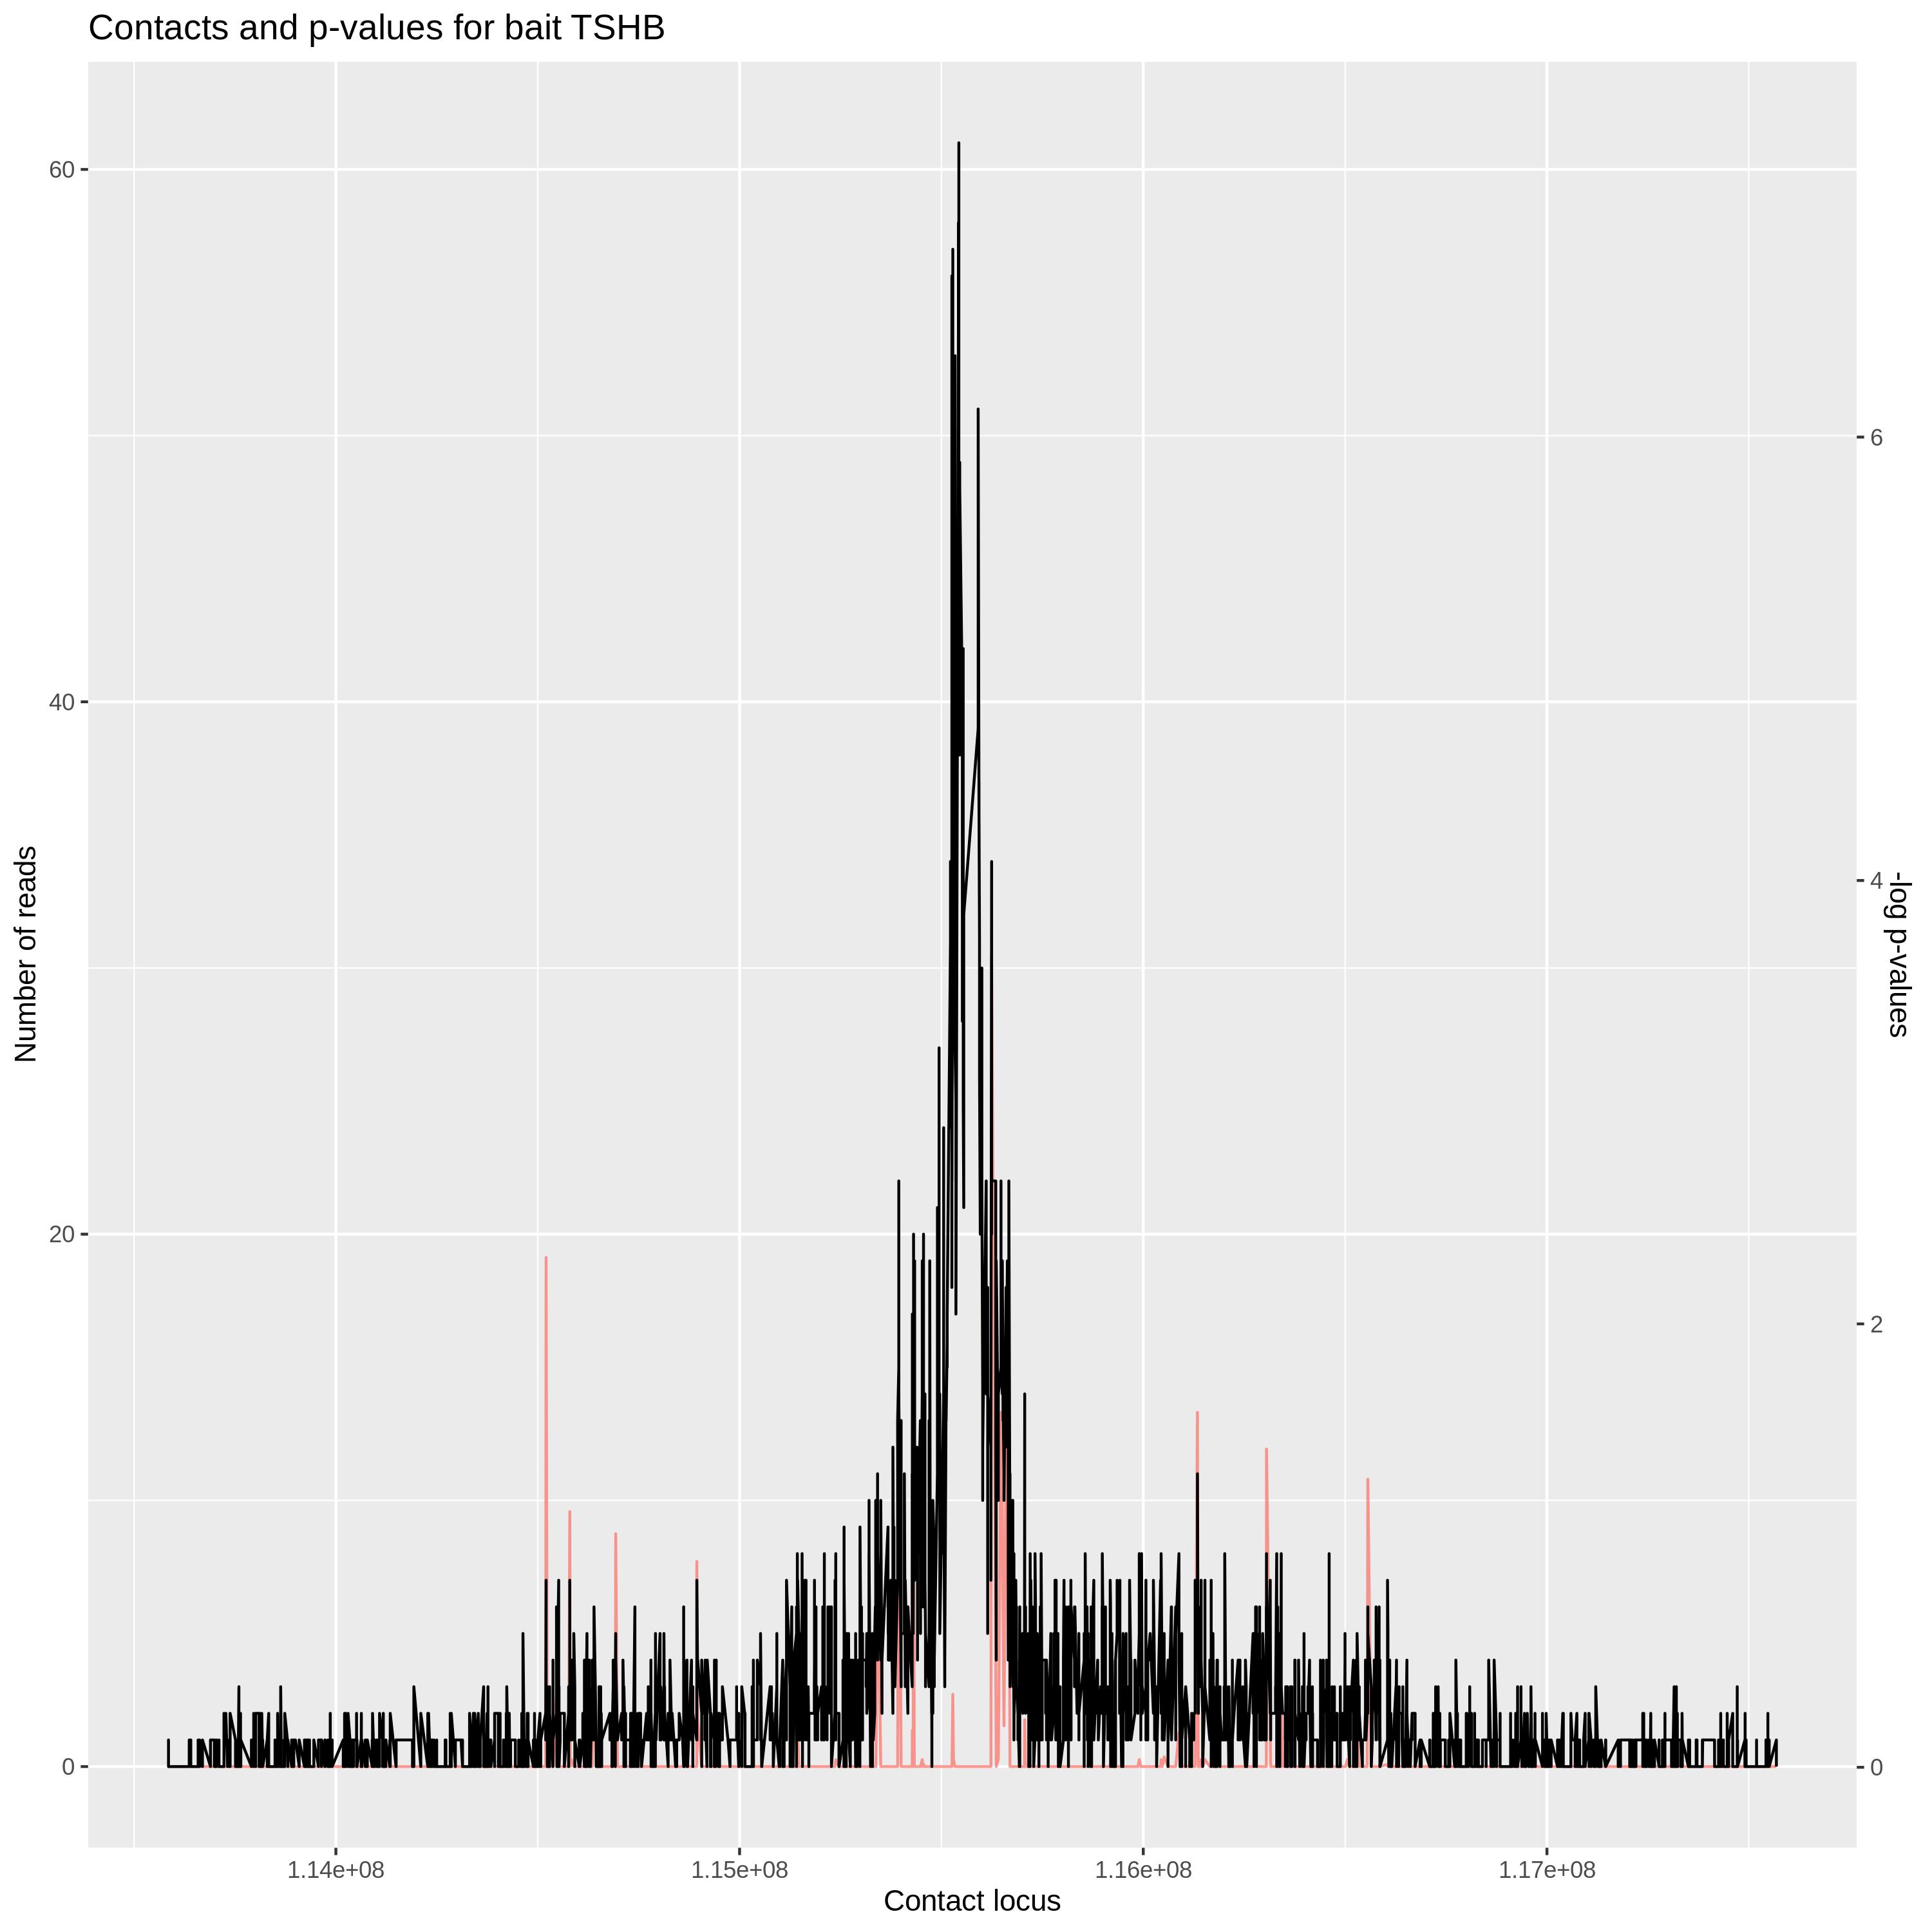 Contacts and p-values for bait TSHB
60
40
20
0
Number of reads
6
4
2
0
-log p-values
1.14e+08
1.15e+08
1.16e+08
1.17e+08
Contact locus